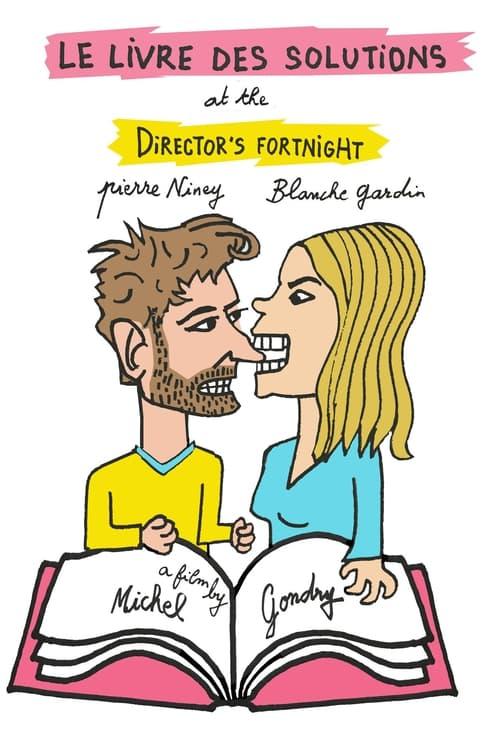 LE LIVRE DES SOLUTIONS
at the
DIRECTOR'S FORTNIGHT
pierre Niney Blanche gardin
a film by
Michel Gondry